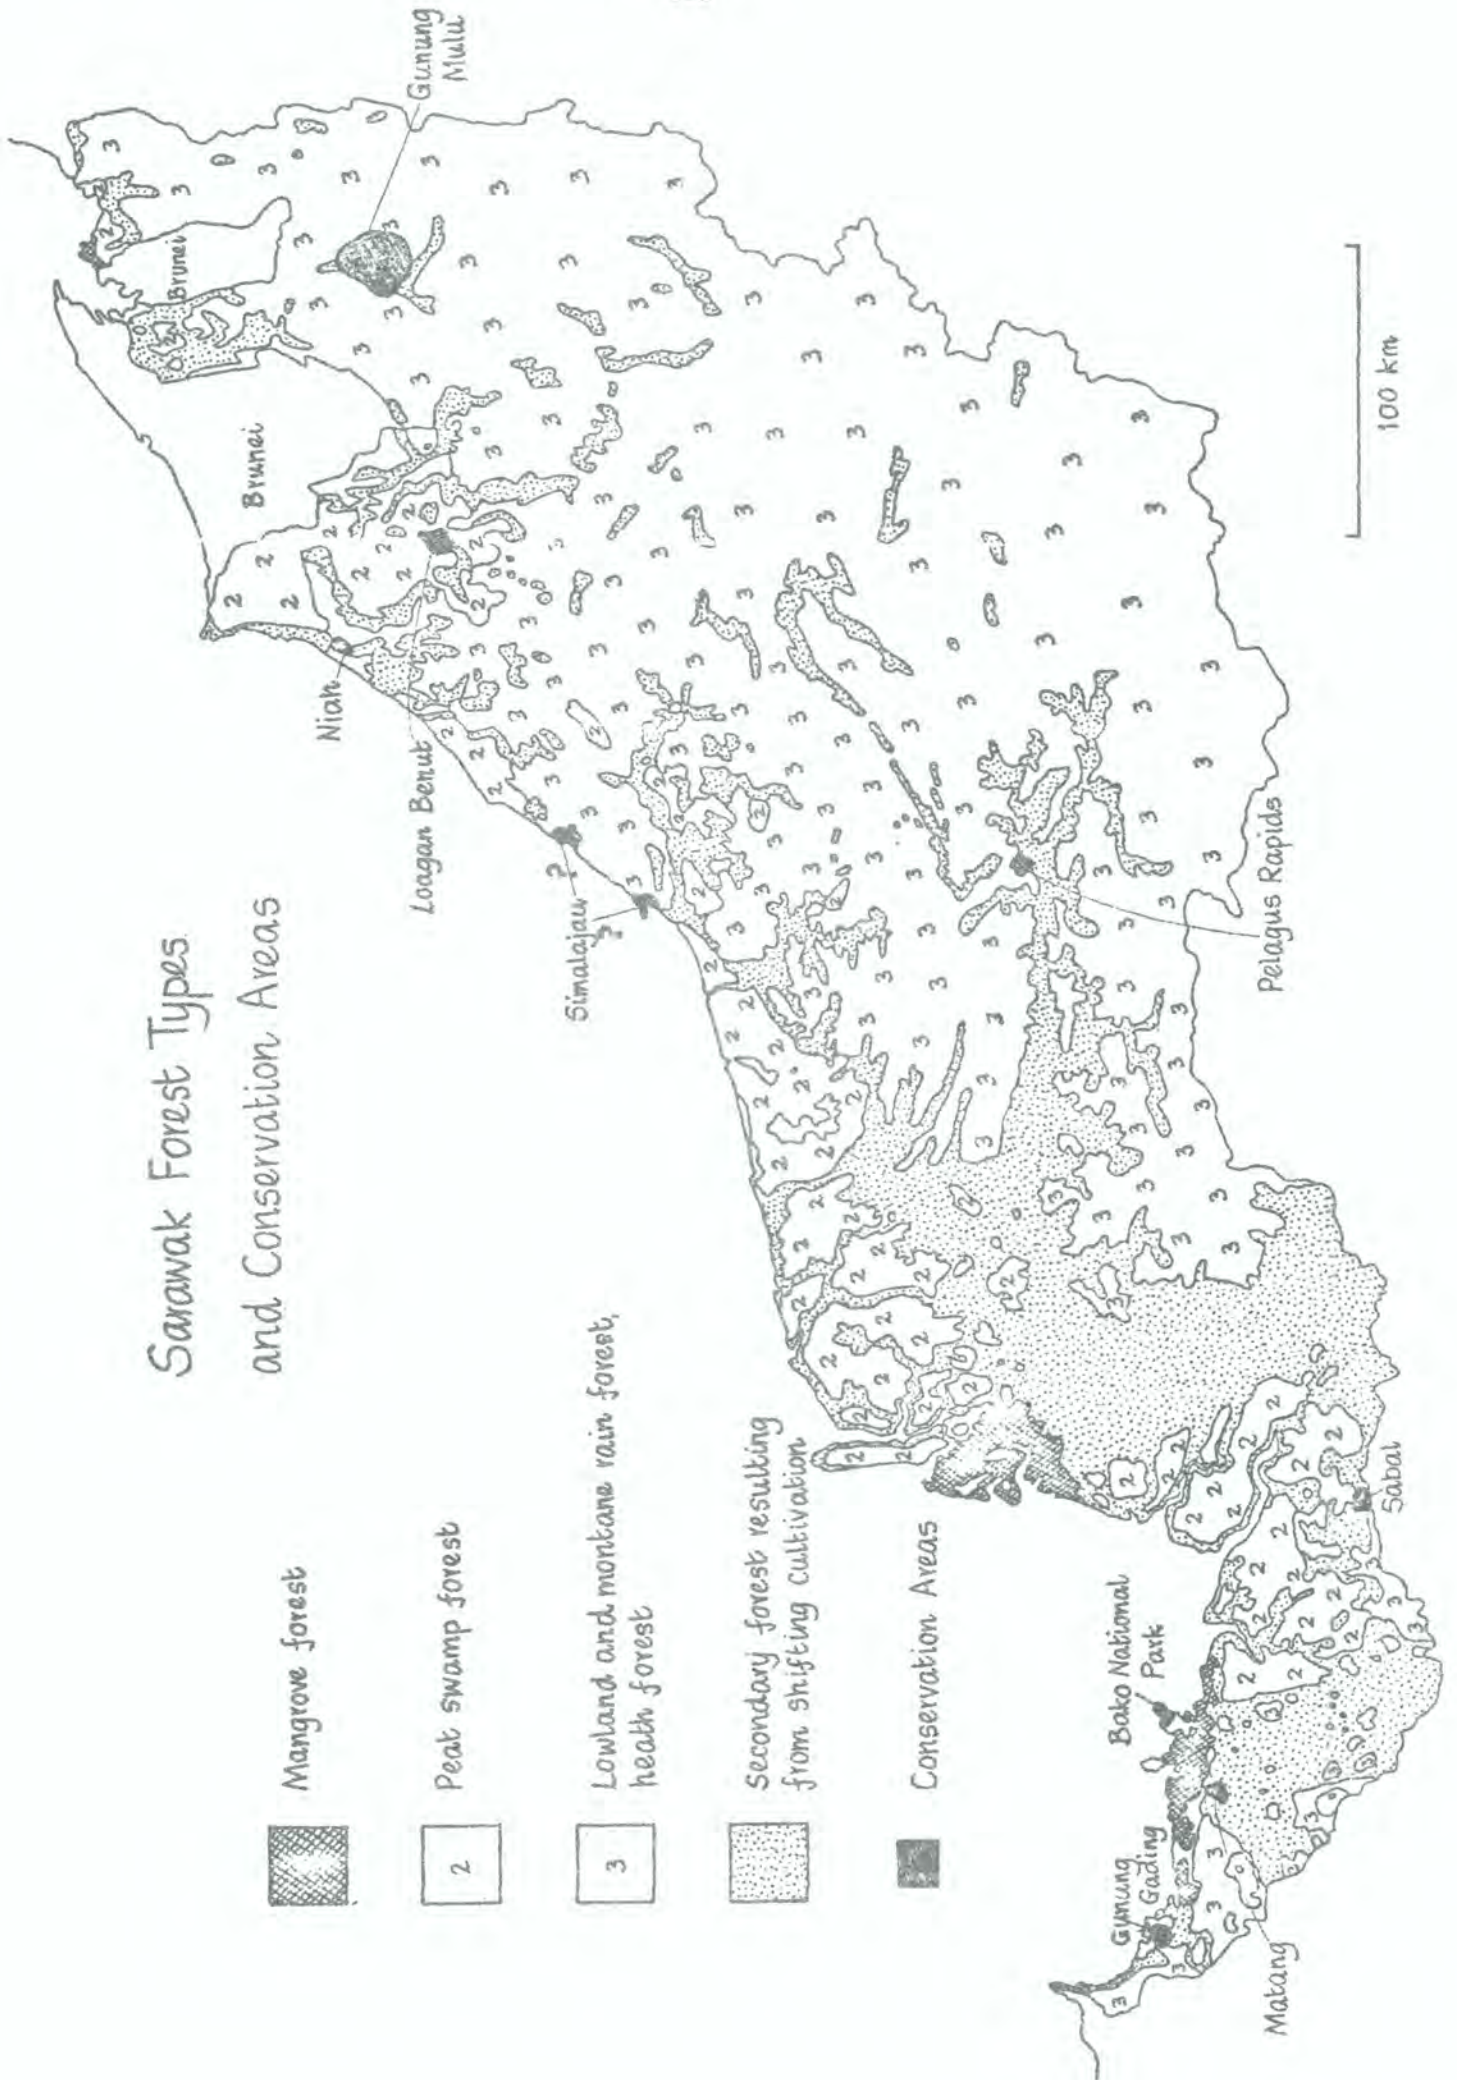 Sarawak Forest Types
and Conservation Areas
Mangrove forest
2
Peat swamp forest
3
Lowland and montane rain forest,
heath forest
Secondary forest resulting
from shifting cultivation
Conservation Areas
Gunung
Mulu
Brunei
Brunei
Niah
Loagan Benut
Simalajau
?
?
Pelagus Rapids
Sabal
Bako National
Park
Gunung
Gading
Matang
100 km